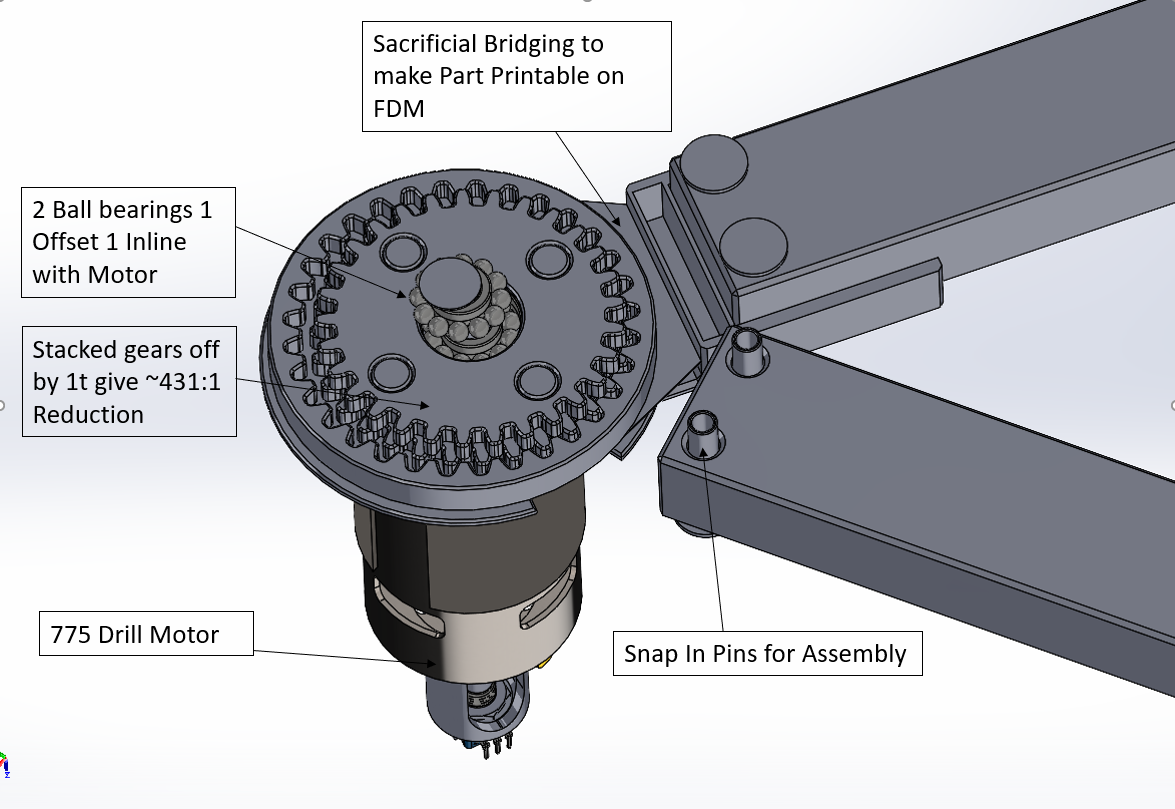 Sacrificial Bridging to
make Part Printable on
FDM
2 Ball bearings 1
Offset 1 Inline
with Motor
Stacked gears off
by 1t give ~431:1
Reduction
775 Drill Motor
Snap In Pins for Assembly
Z